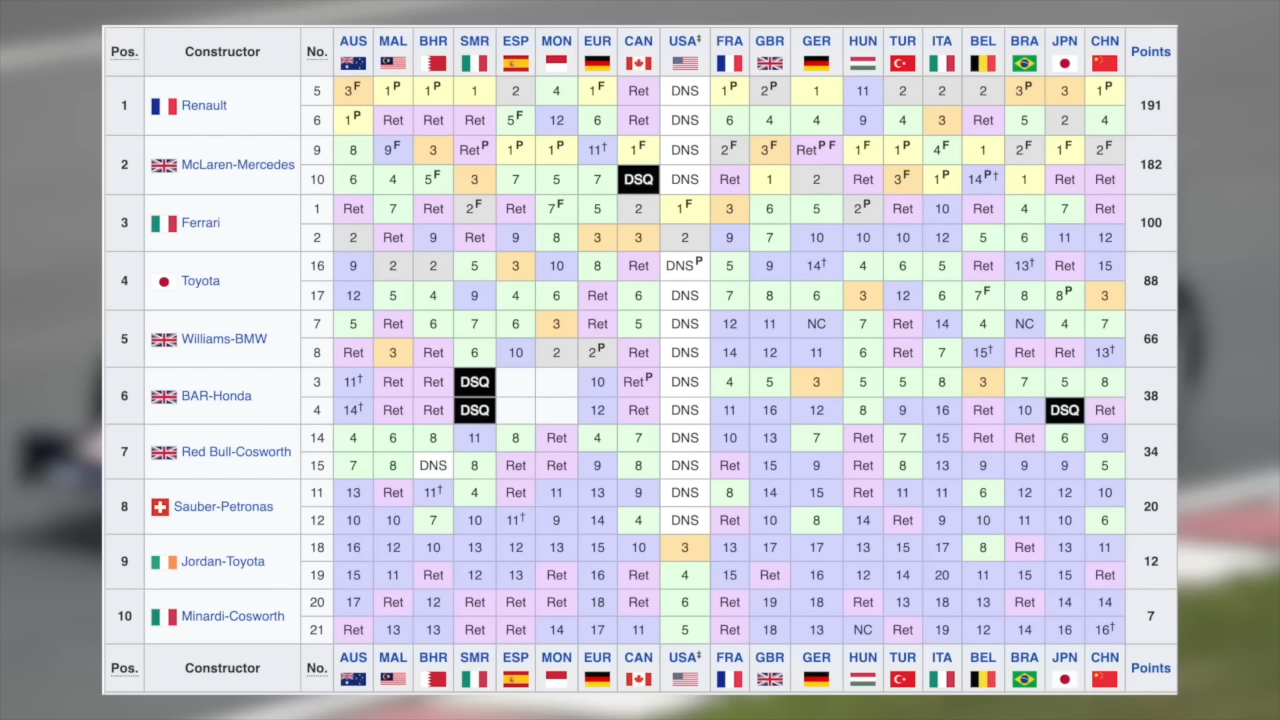 Pos. Constructor No. AUS MAL BHR SMR ESP MON EUR CAN USA‡ FRA GBR GER HUN TUR ITA BEL BRA JPN CHN Points
1 Renault 5 3F 1P 1P 1 2 4 1F Ret DNS 1P 2P 1 11 2 2 2 3P 3 1P 191
6 1P Ret Ret Ret 5F 12 6 Ret DNS 6 4 4 9 4 3 Ret 5 2 4
2 McLaren-Mercedes 9 8 9F 3 RetP 1P 1P 11† 1F DNS 2F 3F RetP F 1F 1P 4F 1 2F 1F 2F 182
10 6 4 5F 3 7 5 7 DSQ DNS Ret 1 2 Ret 3F 1P 14P† 1 Ret Ret
3 Ferrari 1 Ret 7 Ret 2F Ret 7F 5 2 1F 3 6 5 2P Ret 10 Ret 4 7 Ret 100
2 2 Ret 9 Ret 9 8 3 3 2 9 7 10 10 10 12 5 6 11 12
4 Toyota 16 9 2 2 5 3 10 8 Ret DNSP 5 9 14† 4 6 5 Ret 13† Ret 15 88
17 12 5 4 9 4 6 Ret 6 DNS 7 8 6 3 12 6 7F 8 8P 3
5 Williams-BMW 7 5 Ret 6 7 6 3 Ret 5 DNS 12 11 NC 7 Ret 14 4 NC 4 7 66
8 Ret 3 Ret 6 10 2 2P Ret DNS 14 12 11 6 Ret 7 15† Ret Ret 13†
6 BAR-Honda 3 11† Ret Ret DSQ 10 RetP DNS 4 5 3 5 5 8 3 7 5 8 38
4 14† Ret Ret DSQ 12 Ret DNS 11 16 12 8 9 16 Ret 10 DSQ Ret
7 Red Bull-Cosworth 14 4 6 8 11 8 Ret 4 7 DNS 10 13 7 Ret 7 15 Ret Ret 6 9 34
15 7 8 DNS 8 Ret Ret 9 8 DNS Ret 15 9 Ret 8 13 9 9 9 5
8 Sauber-Petronas 11 13 Ret 11† 4 Ret 11 13 9 DNS 8 14 15 Ret 11 11 6 12 12 10 20
12 10 10 7 10 11† 9 14 4 DNS Ret 10 8 14 Ret 9 10 11 10 6
9 Jordan-Toyota 18 16 12 10 13 12 13 15 10 3 13 17 17 13 15 17 8 Ret 13 11 12
19 15 11 Ret 12 13 Ret 16 Ret 4 15 Ret 16 12 14 20 11 15 15 Ret
10 Minardi-Cosworth 20 17 Ret 12 Ret Ret Ret 18 Ret 6 Ret 19 18 Ret 13 18 13 Ret 14 14 7
21 Ret 13 13 Ret Ret 14 17 11 5 Ret 18 13 NC Ret 19 12 14 16 16†
Pos. Constructor No. AUS MAL BHR SMR ESP MON EUR CAN USA‡ FRA GBR GER HUN TUR ITA BEL BRA JPN CHN Points